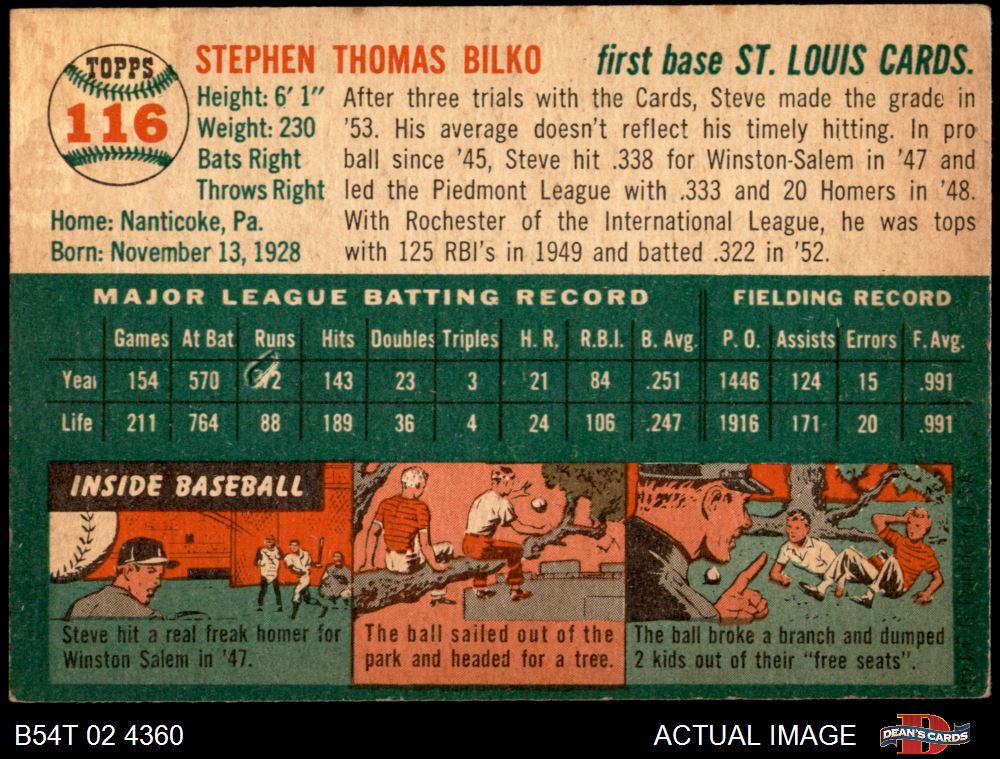 TOPPS
116
STEPHEN THOMAS BILKO
first base ST. LOUIS CARDS.
Height: 6' 1"
Weight: 230
Bats Right
Throws Right
Home: Nanticoke, Pa.
Born: November 13, 1928
After three trials with the Cards, Steve made the grade in
'53. His average doesn't reflect his timely hitting. In pro
ball since '45, Steve hit .338 for Winston-Salem in '47 and
led the Piedmont League with .333 and 20 Homers in '48.
With Rochester of the International League, he was tops
with 125 RBI's in 1949 and batted .322 in '52.
MAJOR LEAGUE BATTING RECORD FIELDING RECORD
Games At Bat Runs Hits Doubles Triples H. R. R.B.I. B. Avg. P. O. Assists Errors F. Avg.
Year 154 570 143 23 3 21 84 .251 1446 124 15 .991
Life 211 764 88 189 36 4 24 106 .247 1916 171 20 .991
INSIDE BASEBALL
Steve hit a real freak homer for
Winston Salem in '47.
The ball sailed out of the
park and headed for a tree.
The ball broke a branch and dumped
2 kids out of their "free seats".
B54T 02 4360
ACTUAL IMAGE
DEAN'S CARDS